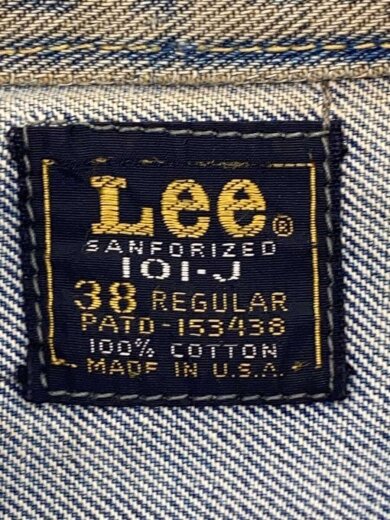 Lee®
SANFORIZED
101-J
38 REGULAR
PATD-153438
100% COTTON
MADE IN U.S.A.